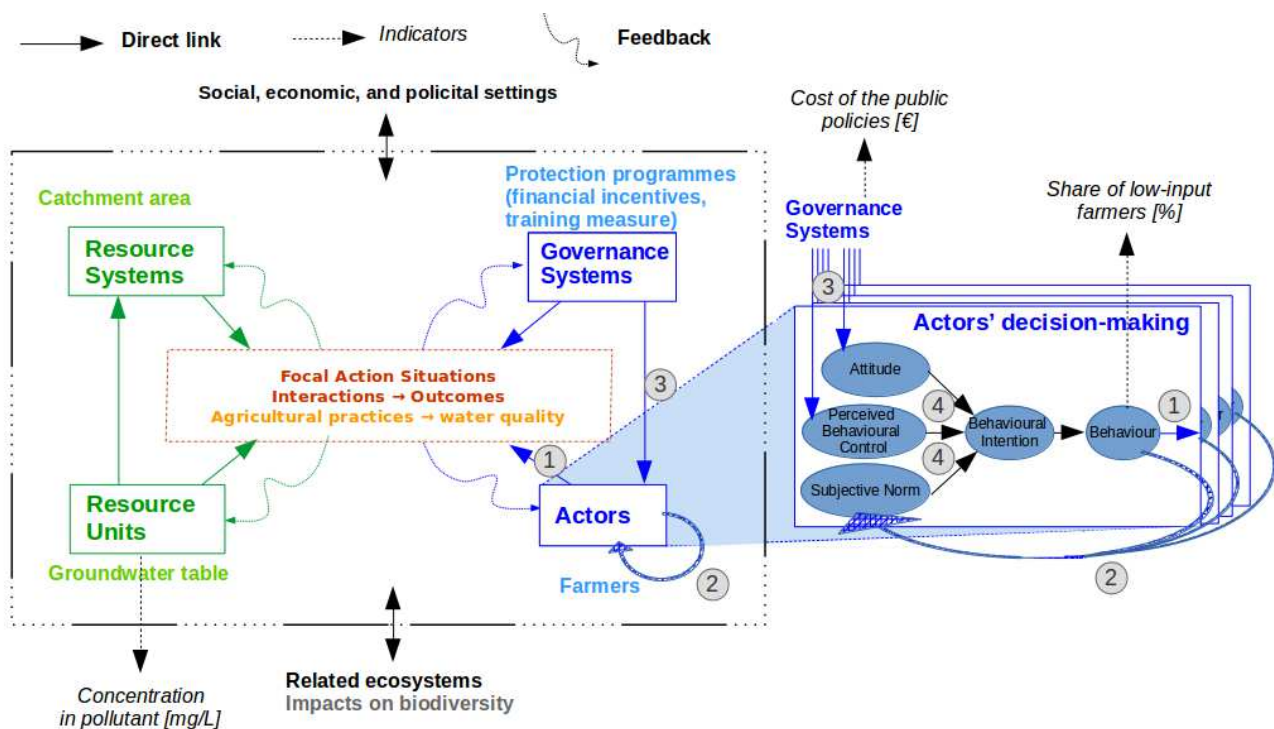 Direct link
Indicators
Feedback
Social, economic, and policital settings
Cost of the public
policies [€]
Catchment area
Protection programmes
(financial incentives,
training measure)
Share of low-input
farmers [%]
Resource
Systems
Governance
Systems
Governance
Systems
3
Actors' decision-making
Focal Action Situations
Interactions → Outcomes
Agricultural practices → water quality
3
Attitude
4
1
Perceived
Behavioural
Control
Behavioural
Intention
Behaviour
r
4
1
Subjective Norm
Resource
Units
Actors
2
2
Groundwater table
Farmers
Concentration
in pollutant [mg/L]
Related ecosystems
Impacts on biodiversity